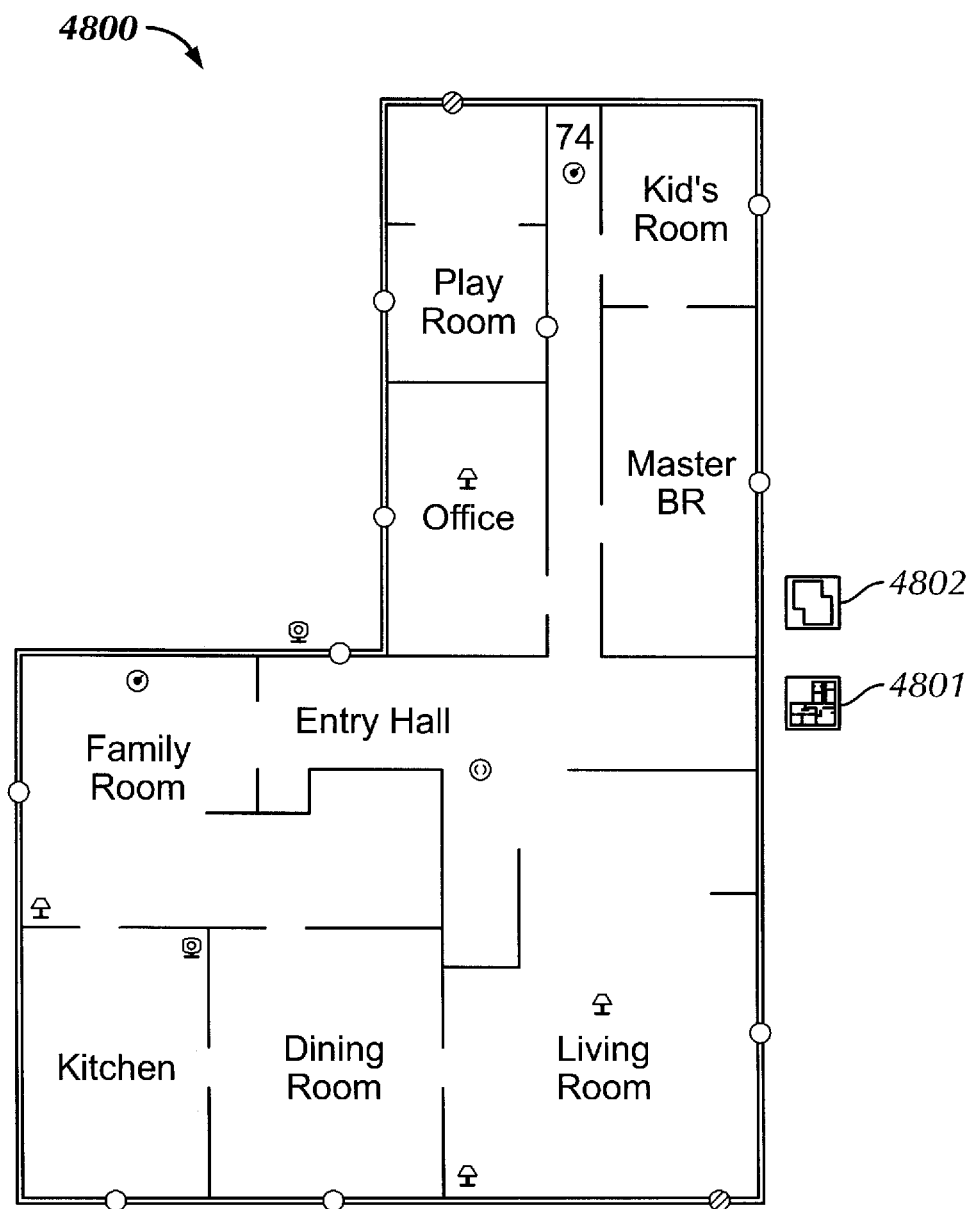 4800
74
Kid's
Room
Play
Room
Master
BR
Office
4802
4801
Entry Hall
Family
Room
Kitchen
Dining
Room
Living
Room